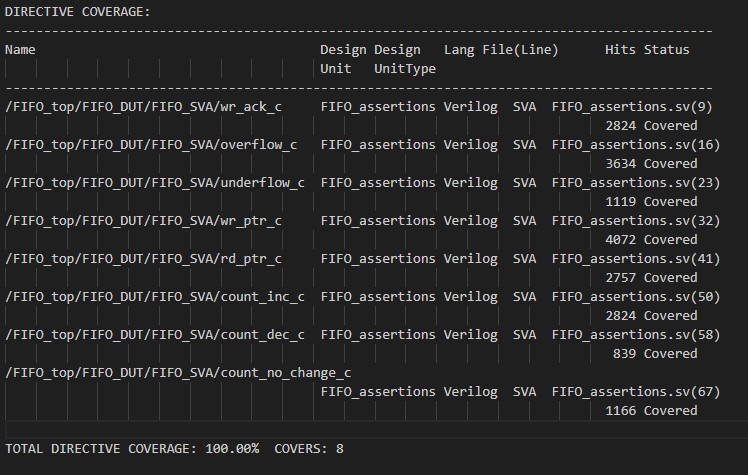 DIRECTIVE COVERAGE:
--------------------------------------------------------------------------------------------
Name                                     Design Design   Lang File(Line)      Hits Status
                                         Unit   UnitType
--------------------------------------------------------------------------------------------
/FIFO_top/FIFO_DUT/FIFO_SVA/wr_ack_c     FIFO_assertions Verilog  SVA  FIFO_assertions.sv(9)
                                                                              2824 Covered
/FIFO_top/FIFO_DUT/FIFO_SVA/overflow_c   FIFO_assertions Verilog  SVA  FIFO_assertions.sv(16)
                                                                              3634 Covered
/FIFO_top/FIFO_DUT/FIFO_SVA/underflow_c  FIFO_assertions Verilog  SVA  FIFO_assertions.sv(23)
                                                                              1119 Covered
/FIFO_top/FIFO_DUT/FIFO_SVA/wr_ptr_c     FIFO_assertions Verilog  SVA  FIFO_assertions.sv(32)
                                                                              4072 Covered
/FIFO_top/FIFO_DUT/FIFO_SVA/rd_ptr_c     FIFO_assertions Verilog  SVA  FIFO_assertions.sv(41)
                                                                              2757 Covered
/FIFO_top/FIFO_DUT/FIFO_SVA/count_inc_c  FIFO_assertions Verilog  SVA  FIFO_assertions.sv(50)
                                                                              2824 Covered
/FIFO_top/FIFO_DUT/FIFO_SVA/count_dec_c  FIFO_assertions Verilog  SVA  FIFO_assertions.sv(58)
                                                                               839 Covered
/FIFO_top/FIFO_DUT/FIFO_SVA/count_no_change_c
                                         FIFO_assertions Verilog  SVA  FIFO_assertions.sv(67)
                                                                              1166 Covered
TOTAL DIRECTIVE COVERAGE: 100.00%  COVERS: 8